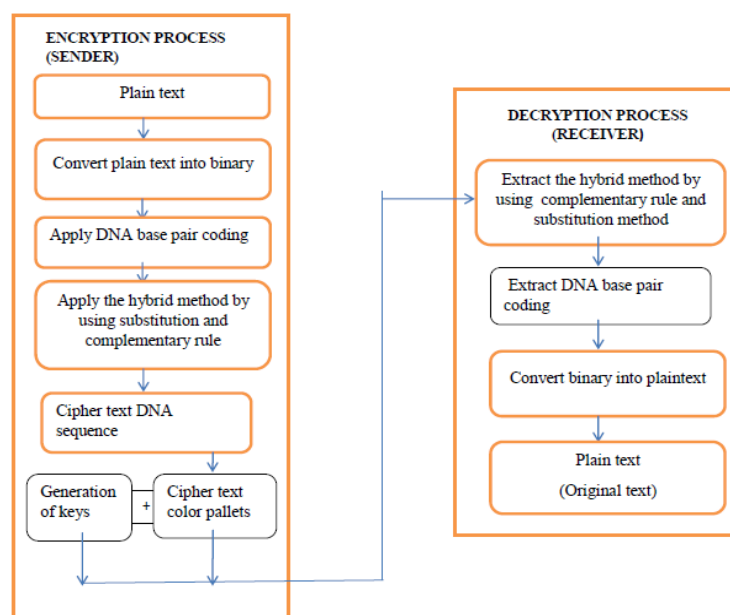 ENCRYPTION PROCESS
(SENDER)
Plain text
Convert plain text into binary
Apply DNA base pair coding
Apply the hybrid method by
using substitution and
complementary rule
Cipher text DNA
sequence
Generation
of keys
+
Cipher text
color pallets
DECRYPTION PROCESS
(RECEIVER)
Extract the hybrid method by
using complementary rule and
substitution method
Extract DNA base pair
coding
Convert binary into plaintext
Plain text
(Original text)